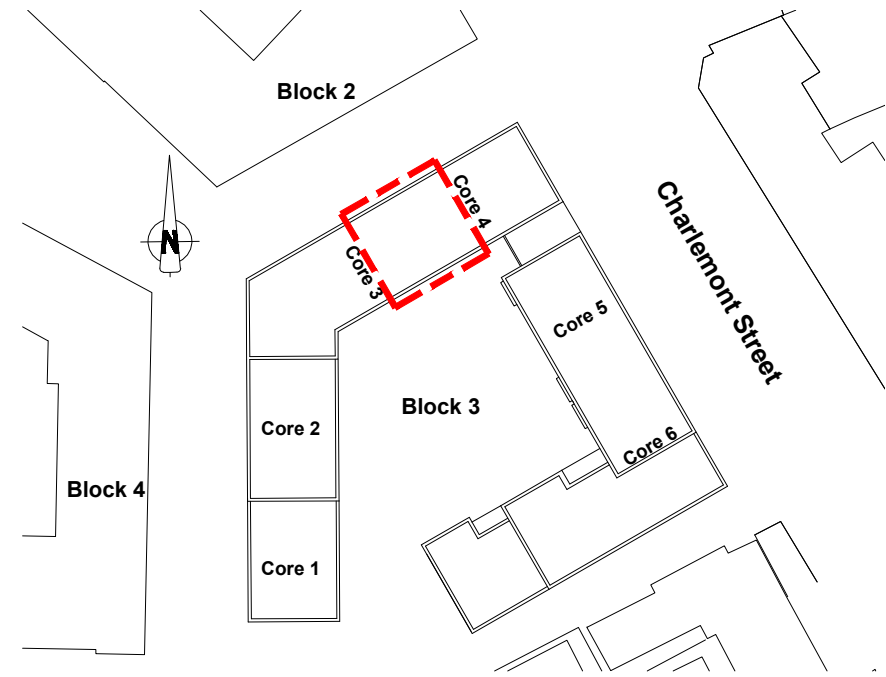 Block 2
Core 4
Charlemont Street
N
Core 3
Core 5
Block 3
Core 2
Core 6
Block 4
Core 1